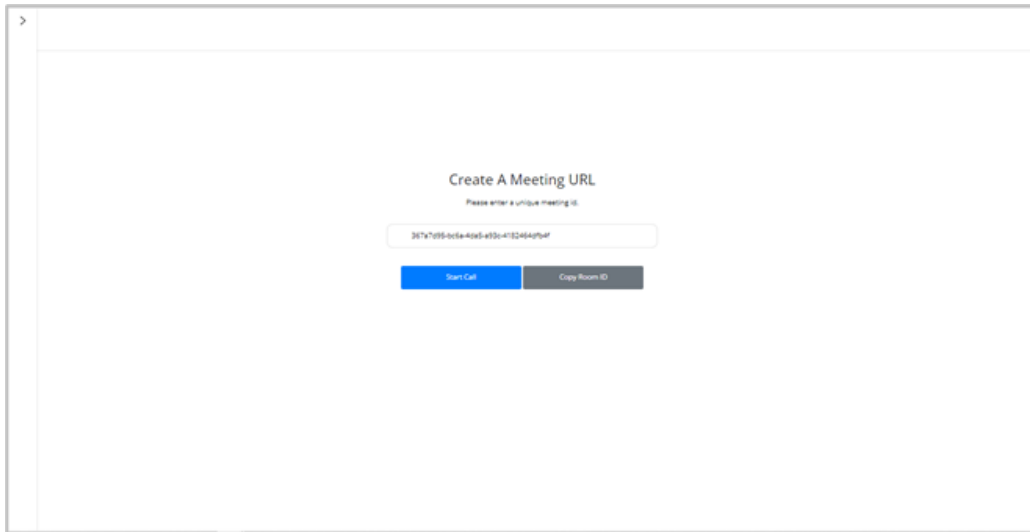 Create A Meeting URL
Please enter a unique meeting id.
Start Call
Copy Room ID